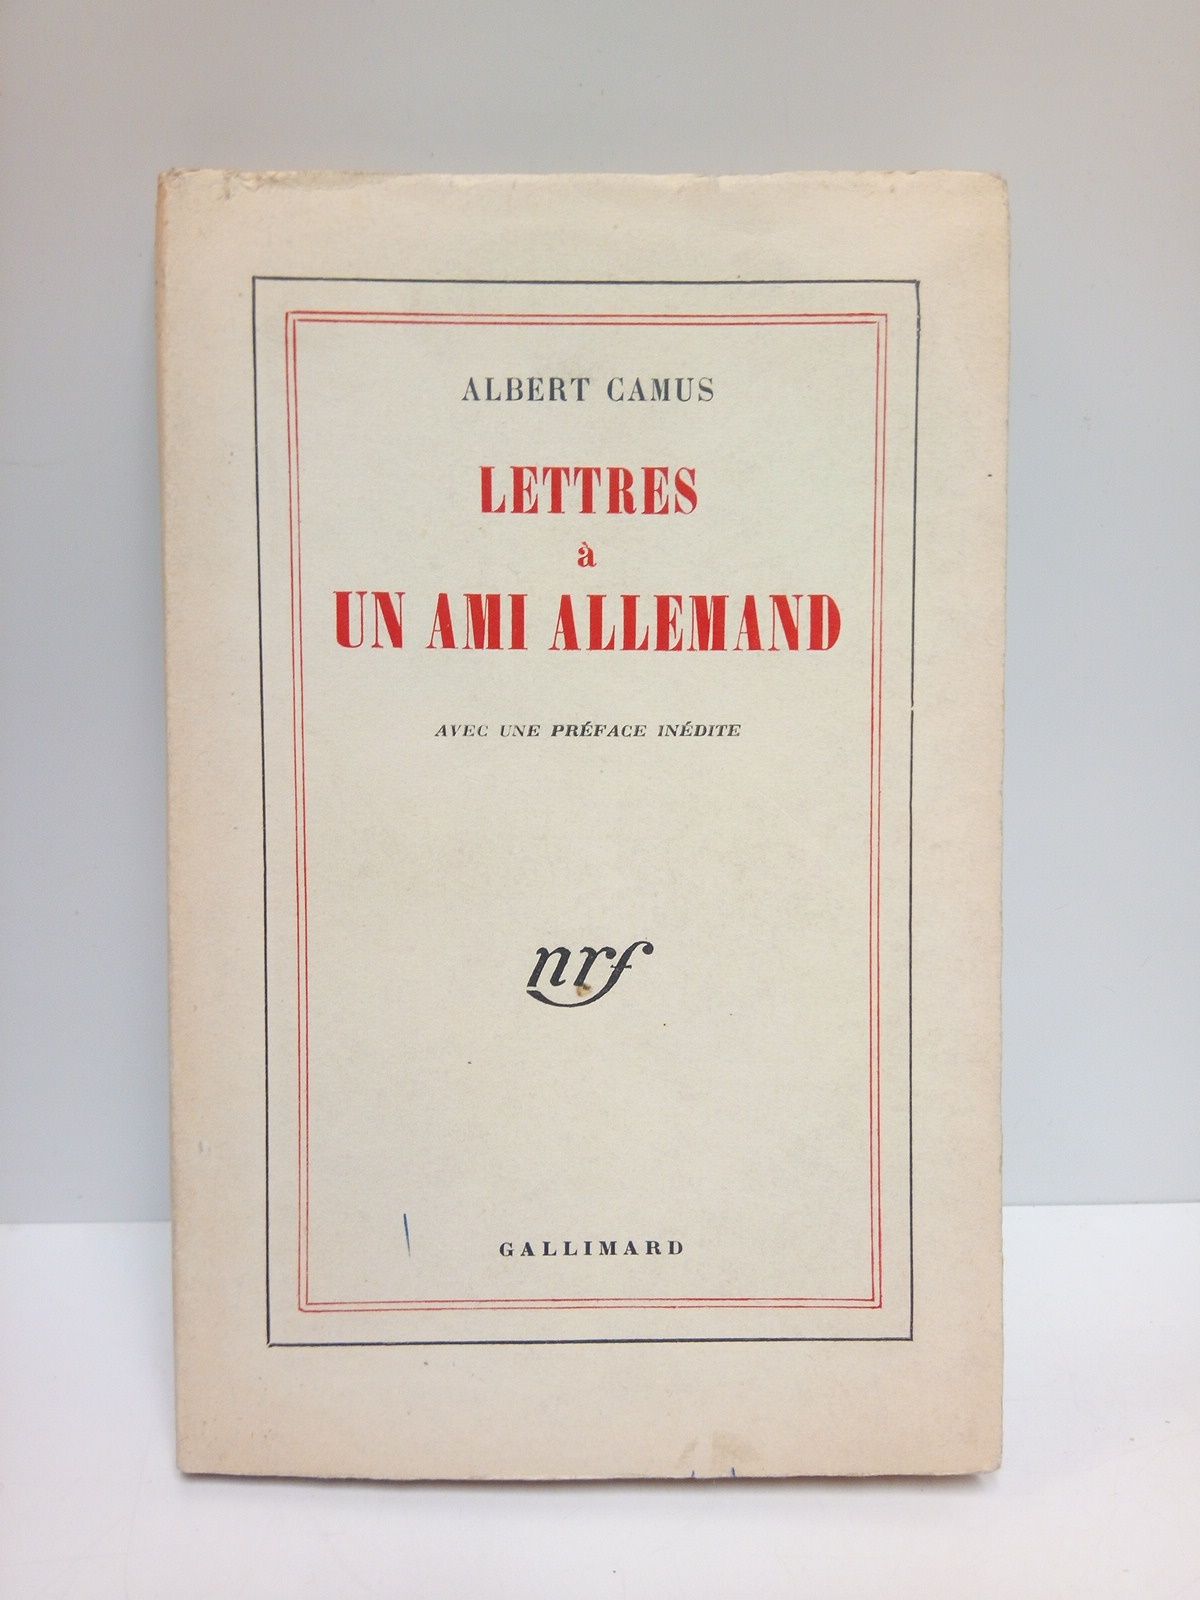 ALBERT CAMUS
LETTRES
à
UN AMI ALLEMAND
AVEC UNE PRÉFACE INÉDITE
nrf
GALLIMARD